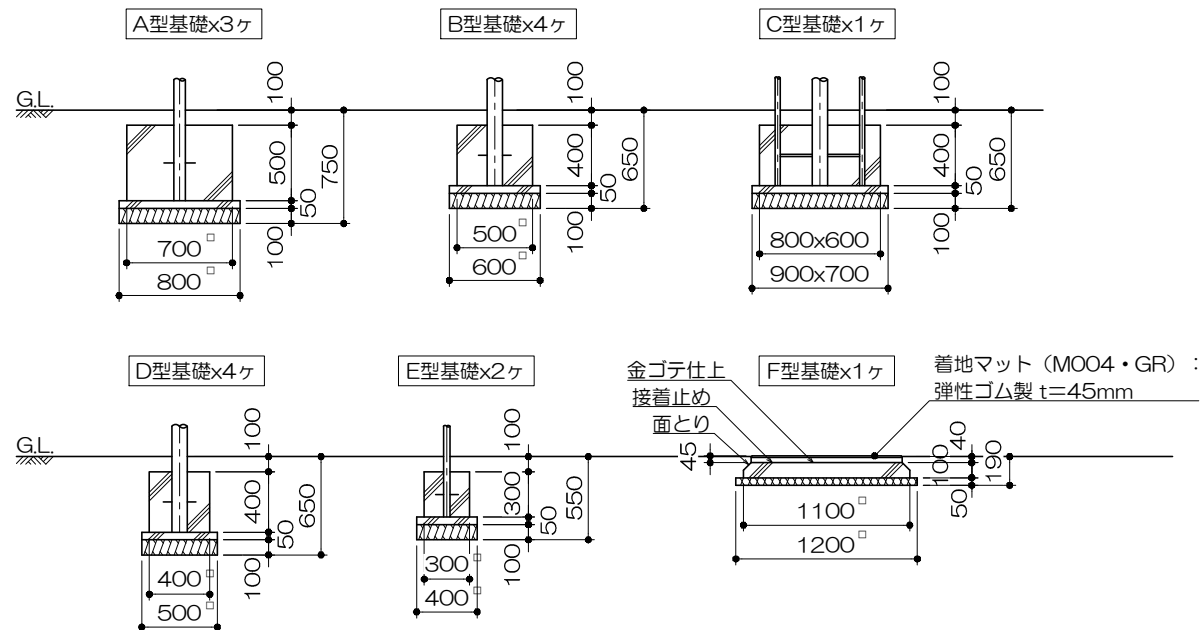 A型基礎x3ヶ
B型基礎x4ヶ
C型基礎x1ヶ
G.L.
100
500
50
100
750
700□
800□
100
400
50
100
650
500□
600□
100
400
50
100
650
800x600
900x700
D型基礎x4ヶ
E型基礎x2ヶ
F型基礎x1ヶ
G.L.
100
400
50
100
650
400□
500□
100
300
50
100
550
300□
400□
金ゴテ仕上
接着止め
面とり
着地マット（M004・GR）：
弾性ゴム製 t=45mm
45
40
100
50
190
1100□
1200□